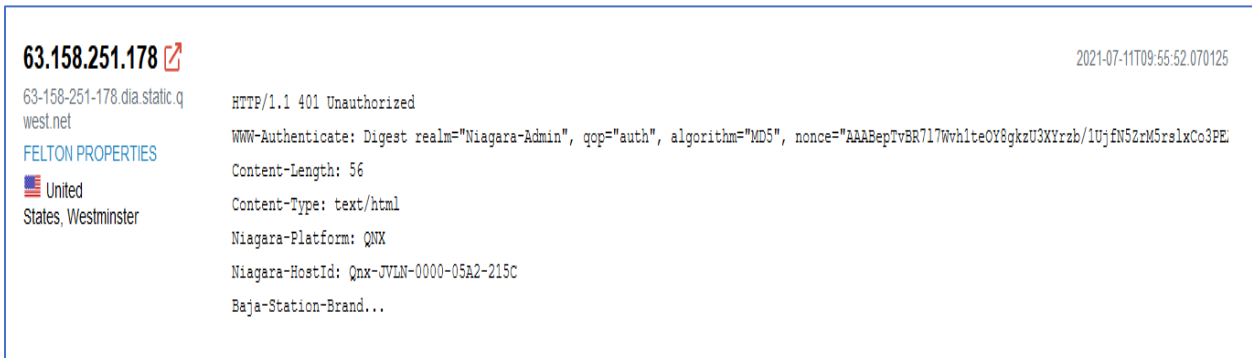 63.158.251.178
2021-07-11T09:55:52.070125
63-158-251-178.dia.static.q
west.net
FELTON PROPERTIES
United
States, Westminster
HTTP/1.1 401 Unauthorized
WWW-Authenticate: Digest realm="Niagara-Admin", qop="auth", algorithm="MD5",
Content-Length: 56
Content-Type: text/html
Niagara-Platform: QNX
Niagara-HostId: Qnx-JVLN-0000-05A2-215C
Baja-Station-Brand...